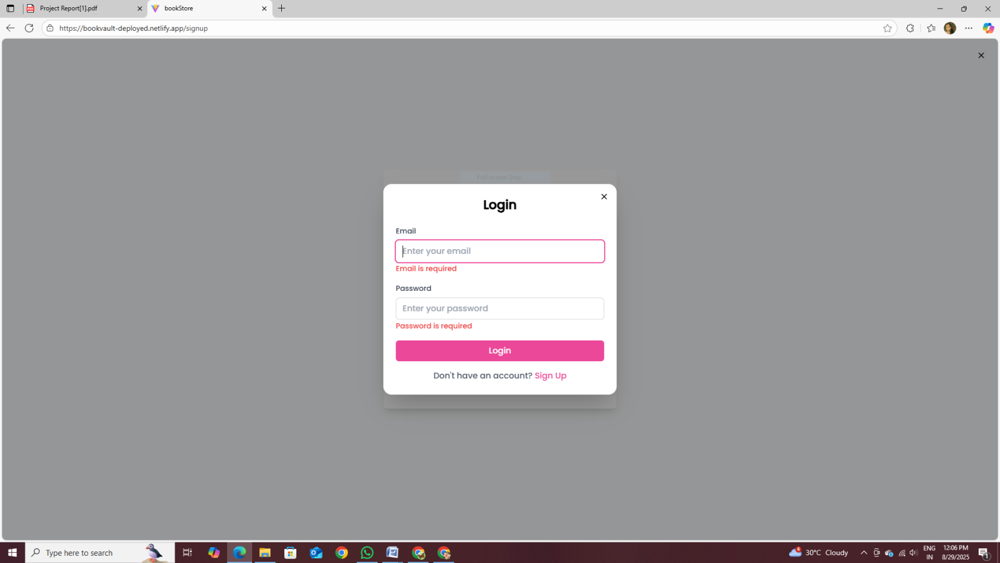 Project Report[1].pdf
bookStore
https://bookvault-deployed.netlify.app/signup
Full-screen Snip
Login
Email
Enter your email
Email is required
Password
Enter your password
Password is required
Login
Don't have an account? Sign Up
Type here to search
6
30°C Cloudy
ENG
IN
12:06 PM
8/29/2025
1